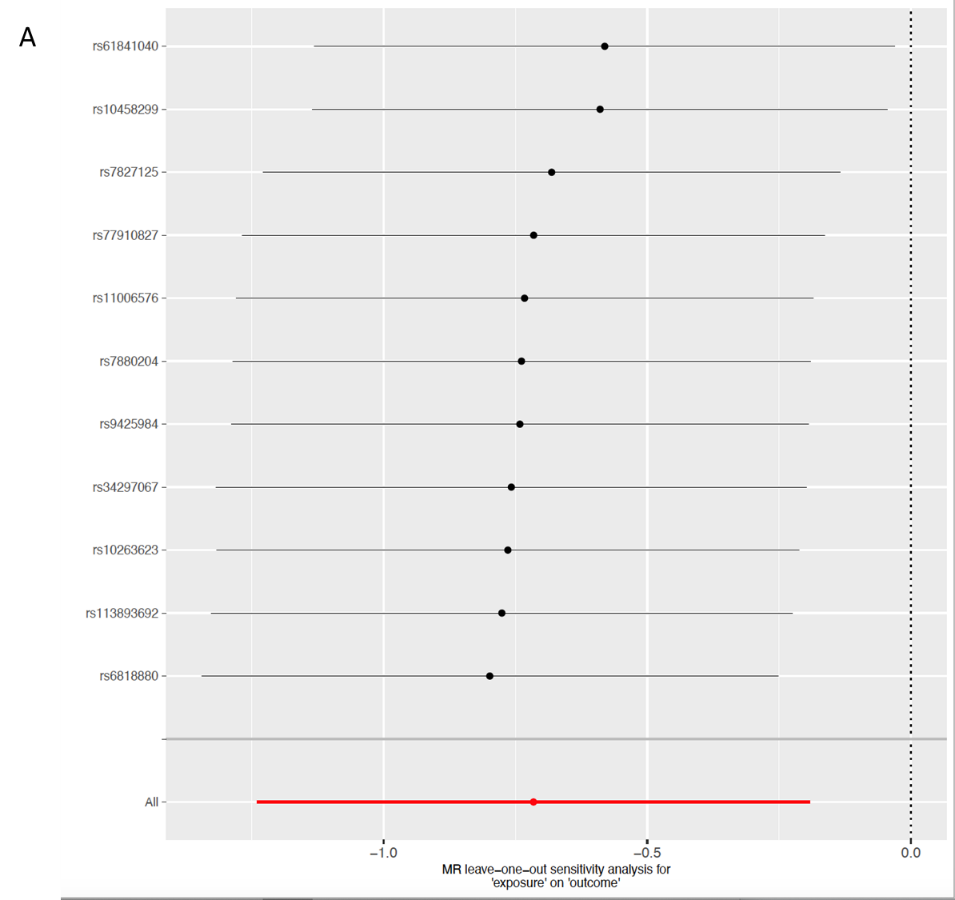 A
rs61841040
rs10458299
rs7827125
rs77910827
rs11006576
rs7880204
rs9425984
rs34297067
rs10263623
rs113893692
rs6818880
All
−1.0 −0.5 0.0
MR leave−one−out sensitivity analysis for
'exposure' on 'outcome'